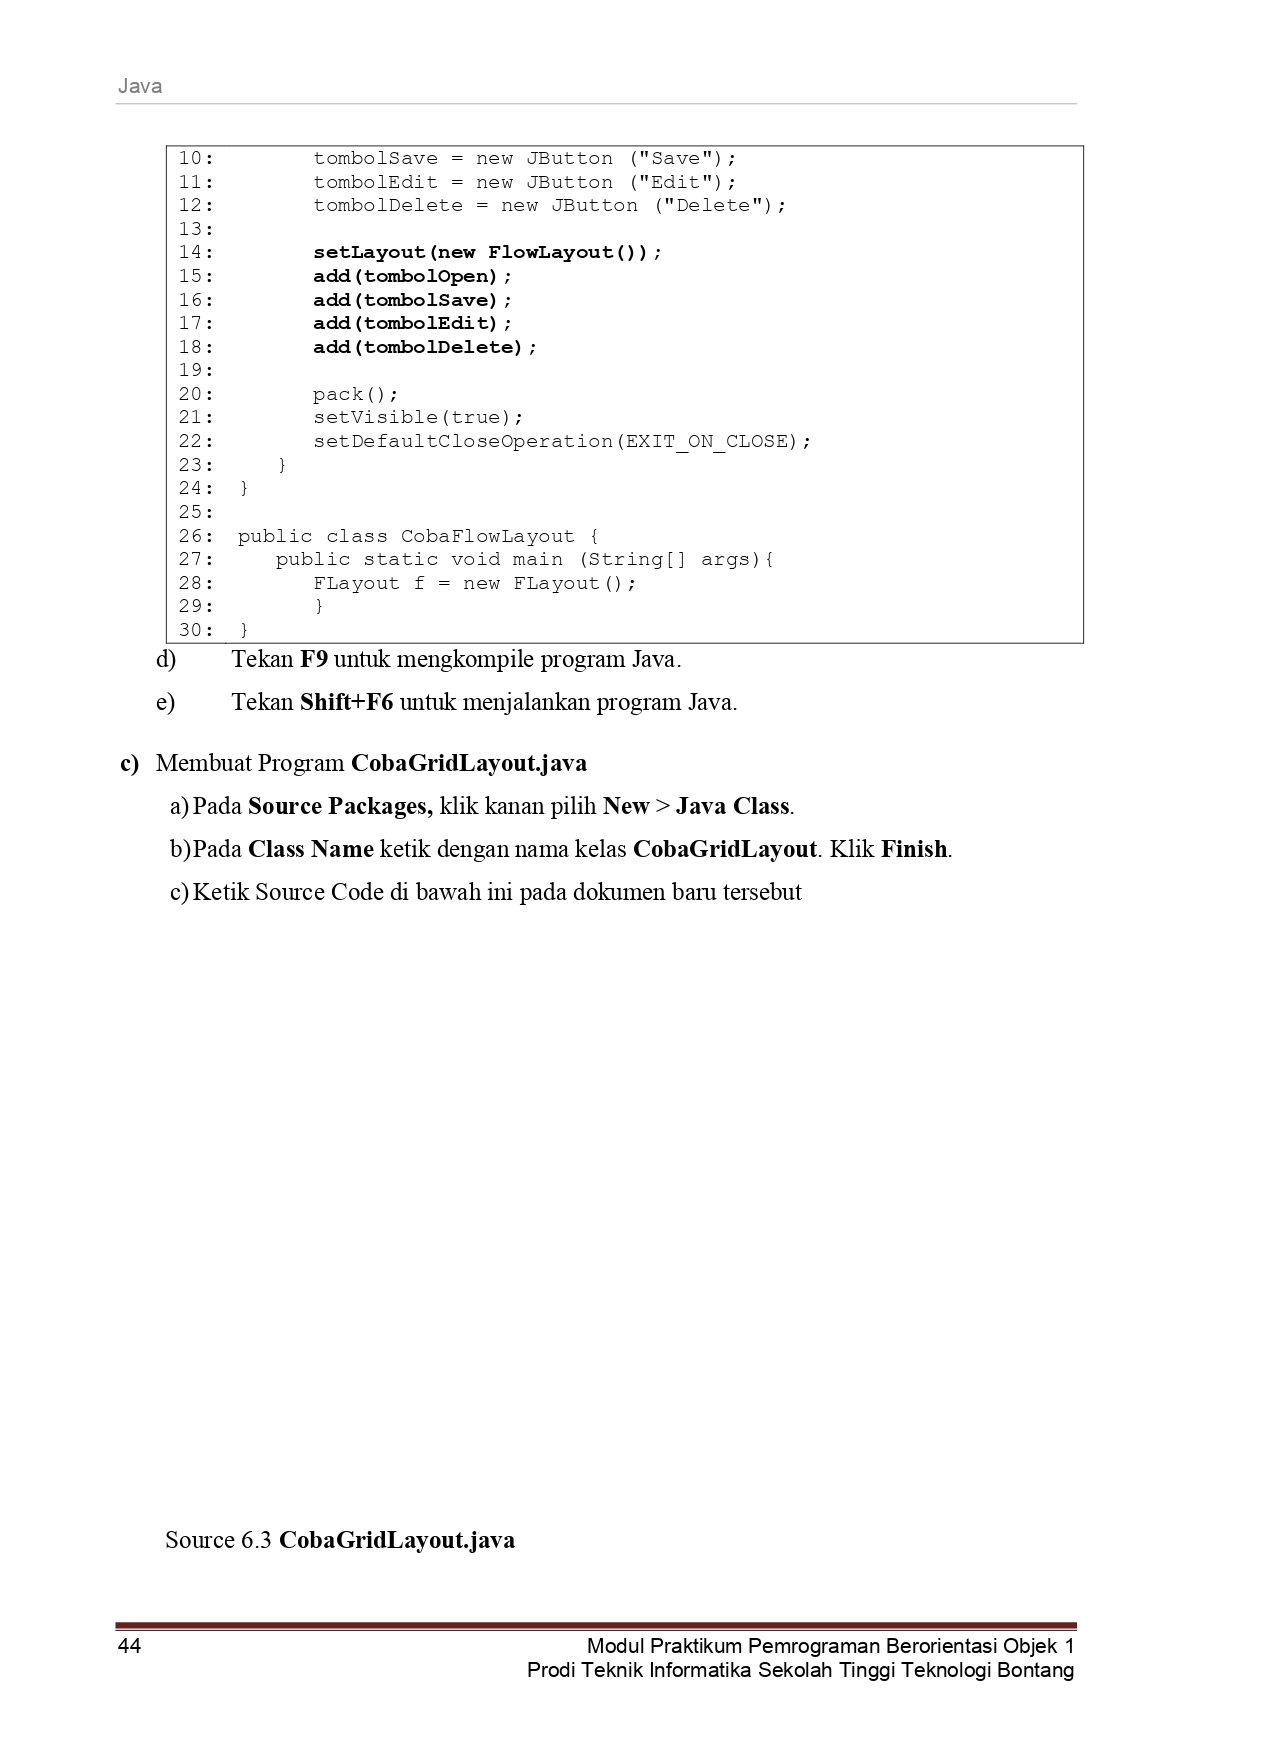 Java
10:        tombolSave = new JButton ("Save");
11:        tombolEdit = new JButton ("Edit");
12:        tombolDelete = new JButton ("Delete");
13:
14:        setLayout(new FlowLayout());
15:        add(tombolOpen);
16:        add(tombolSave);
17:        add(tombolEdit);
18:        add(tombolDelete);
19:
20:        pack();
21:        setVisible(true);
22:        setDefaultCloseOperation(EXIT_ON_CLOSE);
23:     }
24:  }
25:
26:  public class CobaFlowLayout {
27:     public static void main (String[] args){
28:        FLayout f = new FLayout();
29:        }
30:  }
d) Tekan F9 untuk mengkompile program Java.
e) Tekan Shift+F6 untuk menjalankan program Java.
c) Membuat Program CobaGridLayout.java
a) Pada Source Packages, klik kanan pilih New > Java Class.
b) Pada Class Name ketik dengan nama kelas CobaGridLayout. Klik Finish.
c) Ketik Source Code di bawah ini pada dokumen baru tersebut
Source 6.3 CobaGridLayout.java
44 Modul Praktikum Pemrograman Berorientasi Objek 1
Prodi Teknik Informatika Sekolah Tinggi Teknologi Bontang